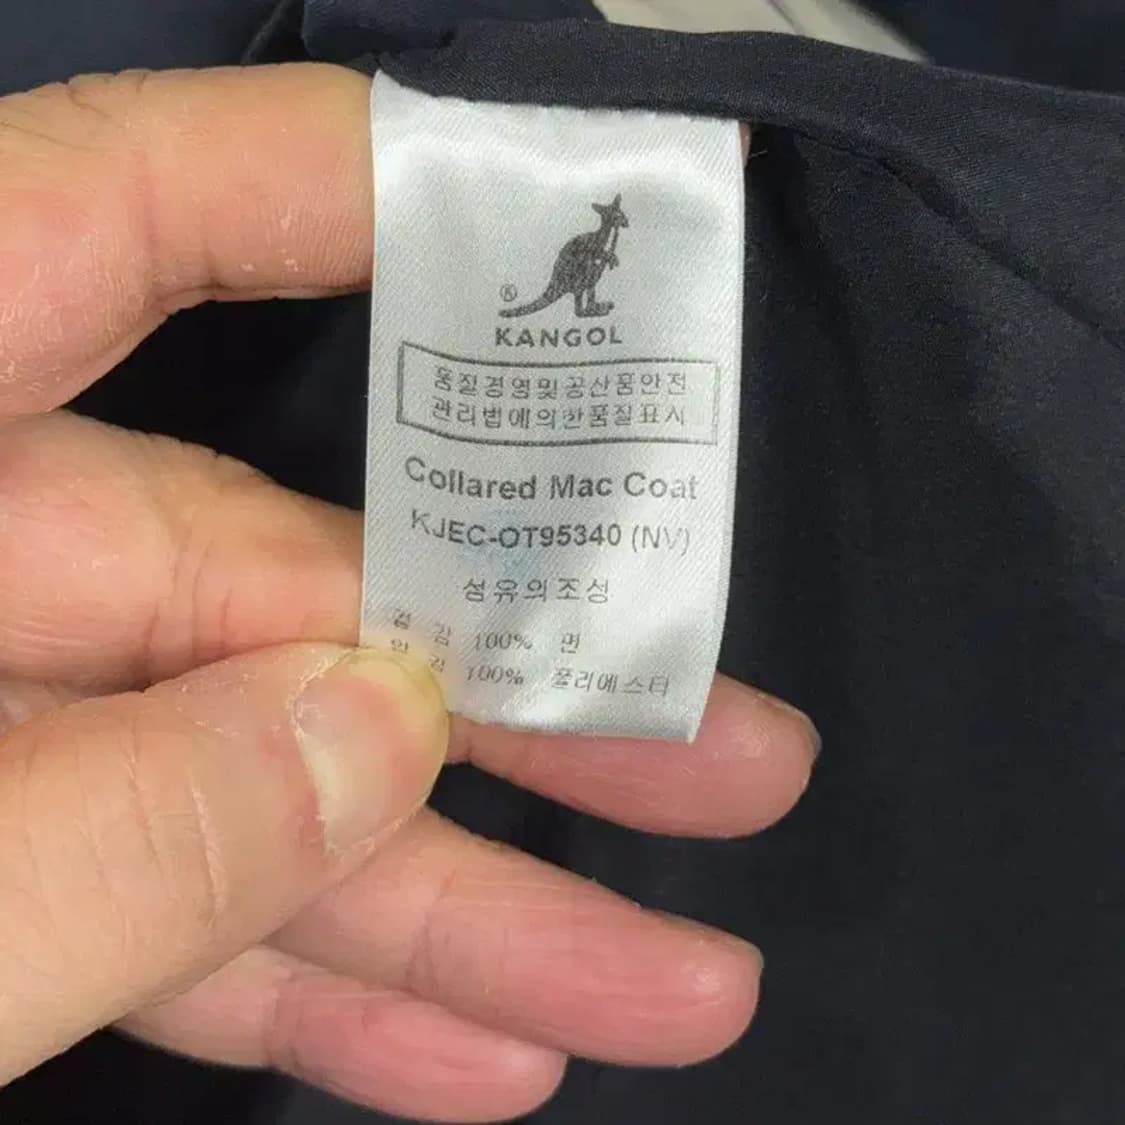 ®
KANGOL
품질경영및공산품안전
관리법에의한품질표시
Collared Mac Coat
KJEC-OT95340 (NV)
섬유의조성
겉 감 100% 면
안 감 100% 폴리에스터